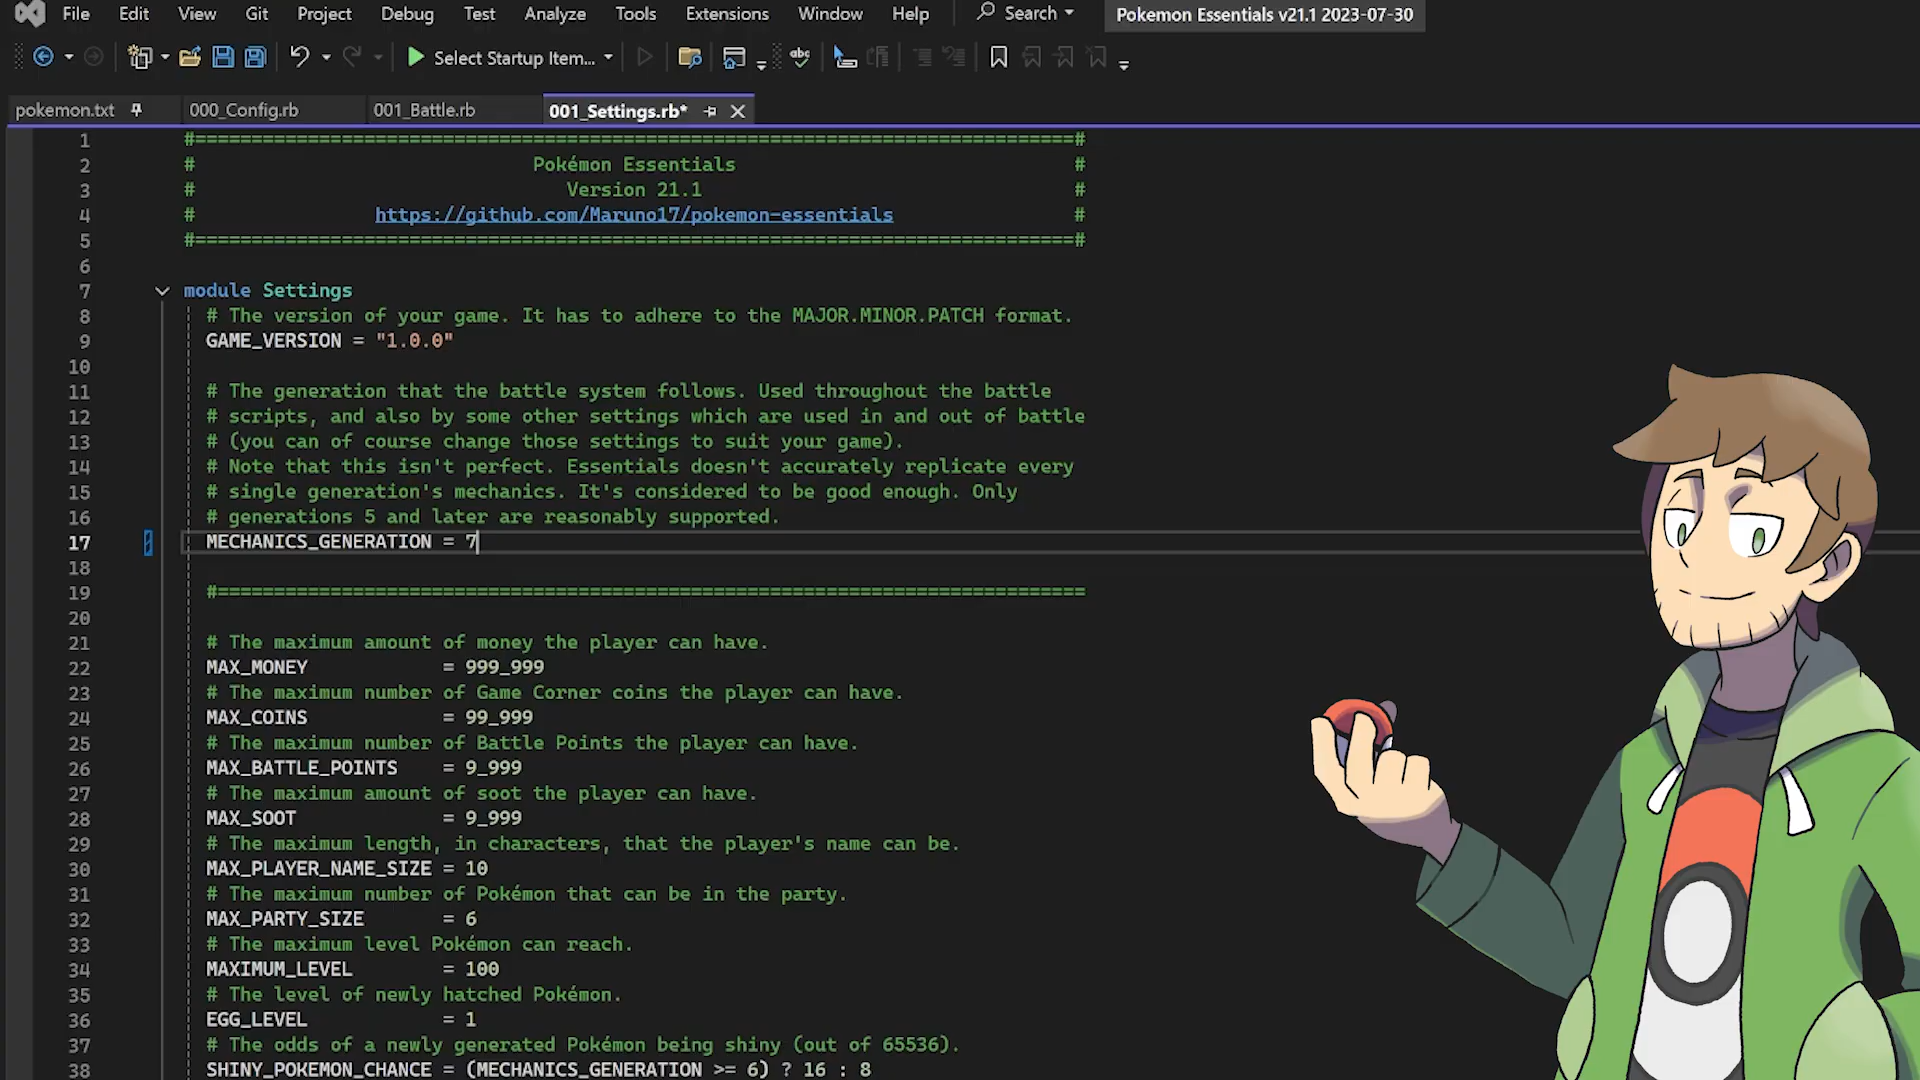 File Edit View Git Project Debug Test Analyze Tools Extensions Window Help Search Pokemon Essentials v21.1 2023-07-30
Select Startup Item... abc
pokemon.txt 000_Config.rb 001_Battle.rb 001_Settings.rb*
1 #==============================================================================#
2 # Pokémon Essentials #
3 # Version 21.1 #
4 # https://github.com/Maruno17/pokemon-essentials #
5 #==============================================================================#
6
7 module Settings
8 # The version of your game. It has to adhere to the MAJOR.MINOR.PATCH format.
9 GAME_VERSION = "1.0.0"
10
11 # The generation that the battle system follows. Used throughout the battle
12 # scripts, and also by some other settings which are used in and out of battle
13 # (you can of course change those settings to suit your game).
14 # Note that this isn't perfect. Essentials doesn't accurately replicate every
15 # single generation's mechanics. It's considered to be good enough. Only
16 # generations 5 and later are reasonably supported.
17 MECHANICS_GENERATION = 7
18
19 #=============================================================================
20
21 # The maximum amount of money the player can have.
22 MAX_MONEY = 999_999
23 # The maximum number of Game Corner coins the player can have.
24 MAX_COINS = 99_999
25 # The maximum number of Battle Points the player can have.
26 MAX_BATTLE_POINTS = 9_999
27 # The maximum amount of soot the player can have.
28 MAX_SOOT = 9_999
29 # The maximum length, in characters, that the player's name can be.
30 MAX_PLAYER_NAME_SIZE = 10
31 # The maximum number of Pokémon that can be in the party.
32 MAX_PARTY_SIZE = 6
33 # The maximum level Pokémon can reach.
34 MAXIMUM_LEVEL = 100
35 # The level of newly hatched Pokémon.
36 EGG_LEVEL = 1
37 # The odds of a newly generated Pokémon being shiny (out of 65536).
38 SHINY_POKEMON_CHANCE = (MECHANICS_GENERATION >= 6) ? 16 : 8